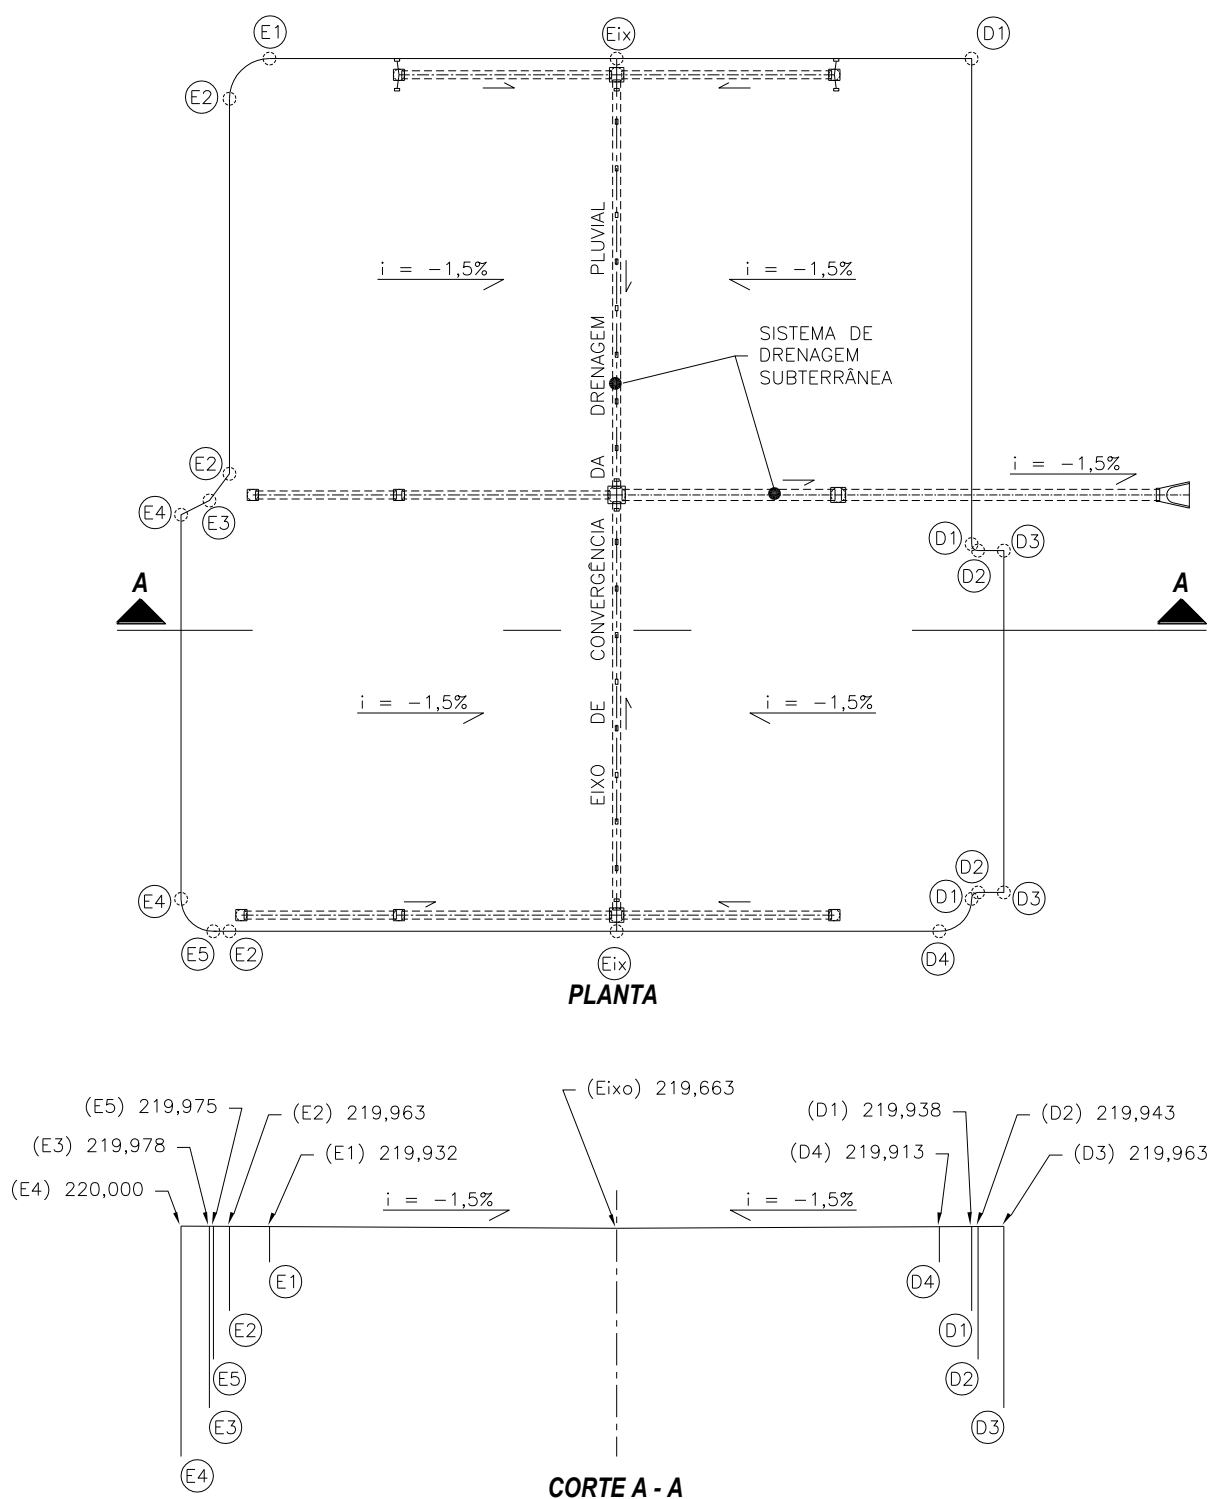 E1
Eix
D1
E2
i = -1,5%
i = -1,5%
EIXO DE CONVERGÊNCIA DA DRENAGEM PLUVIAL
SISTEMA DE
DRENAGEM
SUBTERRÂNEA
E2
i = -1,5%
E4
E3
D1
D3
D2
A
A
i = -1,5%
i = -1,5%
E4
D2
D1
D3
E5
E2
Eix
D4
PLANTA
(E5) 219,975
(E2) 219,963
(Eixo) 219,663
(D1) 219,938
(D2) 219,943
(E3) 219,978
(E1) 219,932
(D4) 219,913
(D3) 219,963
(E4) 220,000
i = -1,5%
i = -1,5%
E1
D4
E2
D1
E5
D2
E3
D3
E4
CORTE A - A